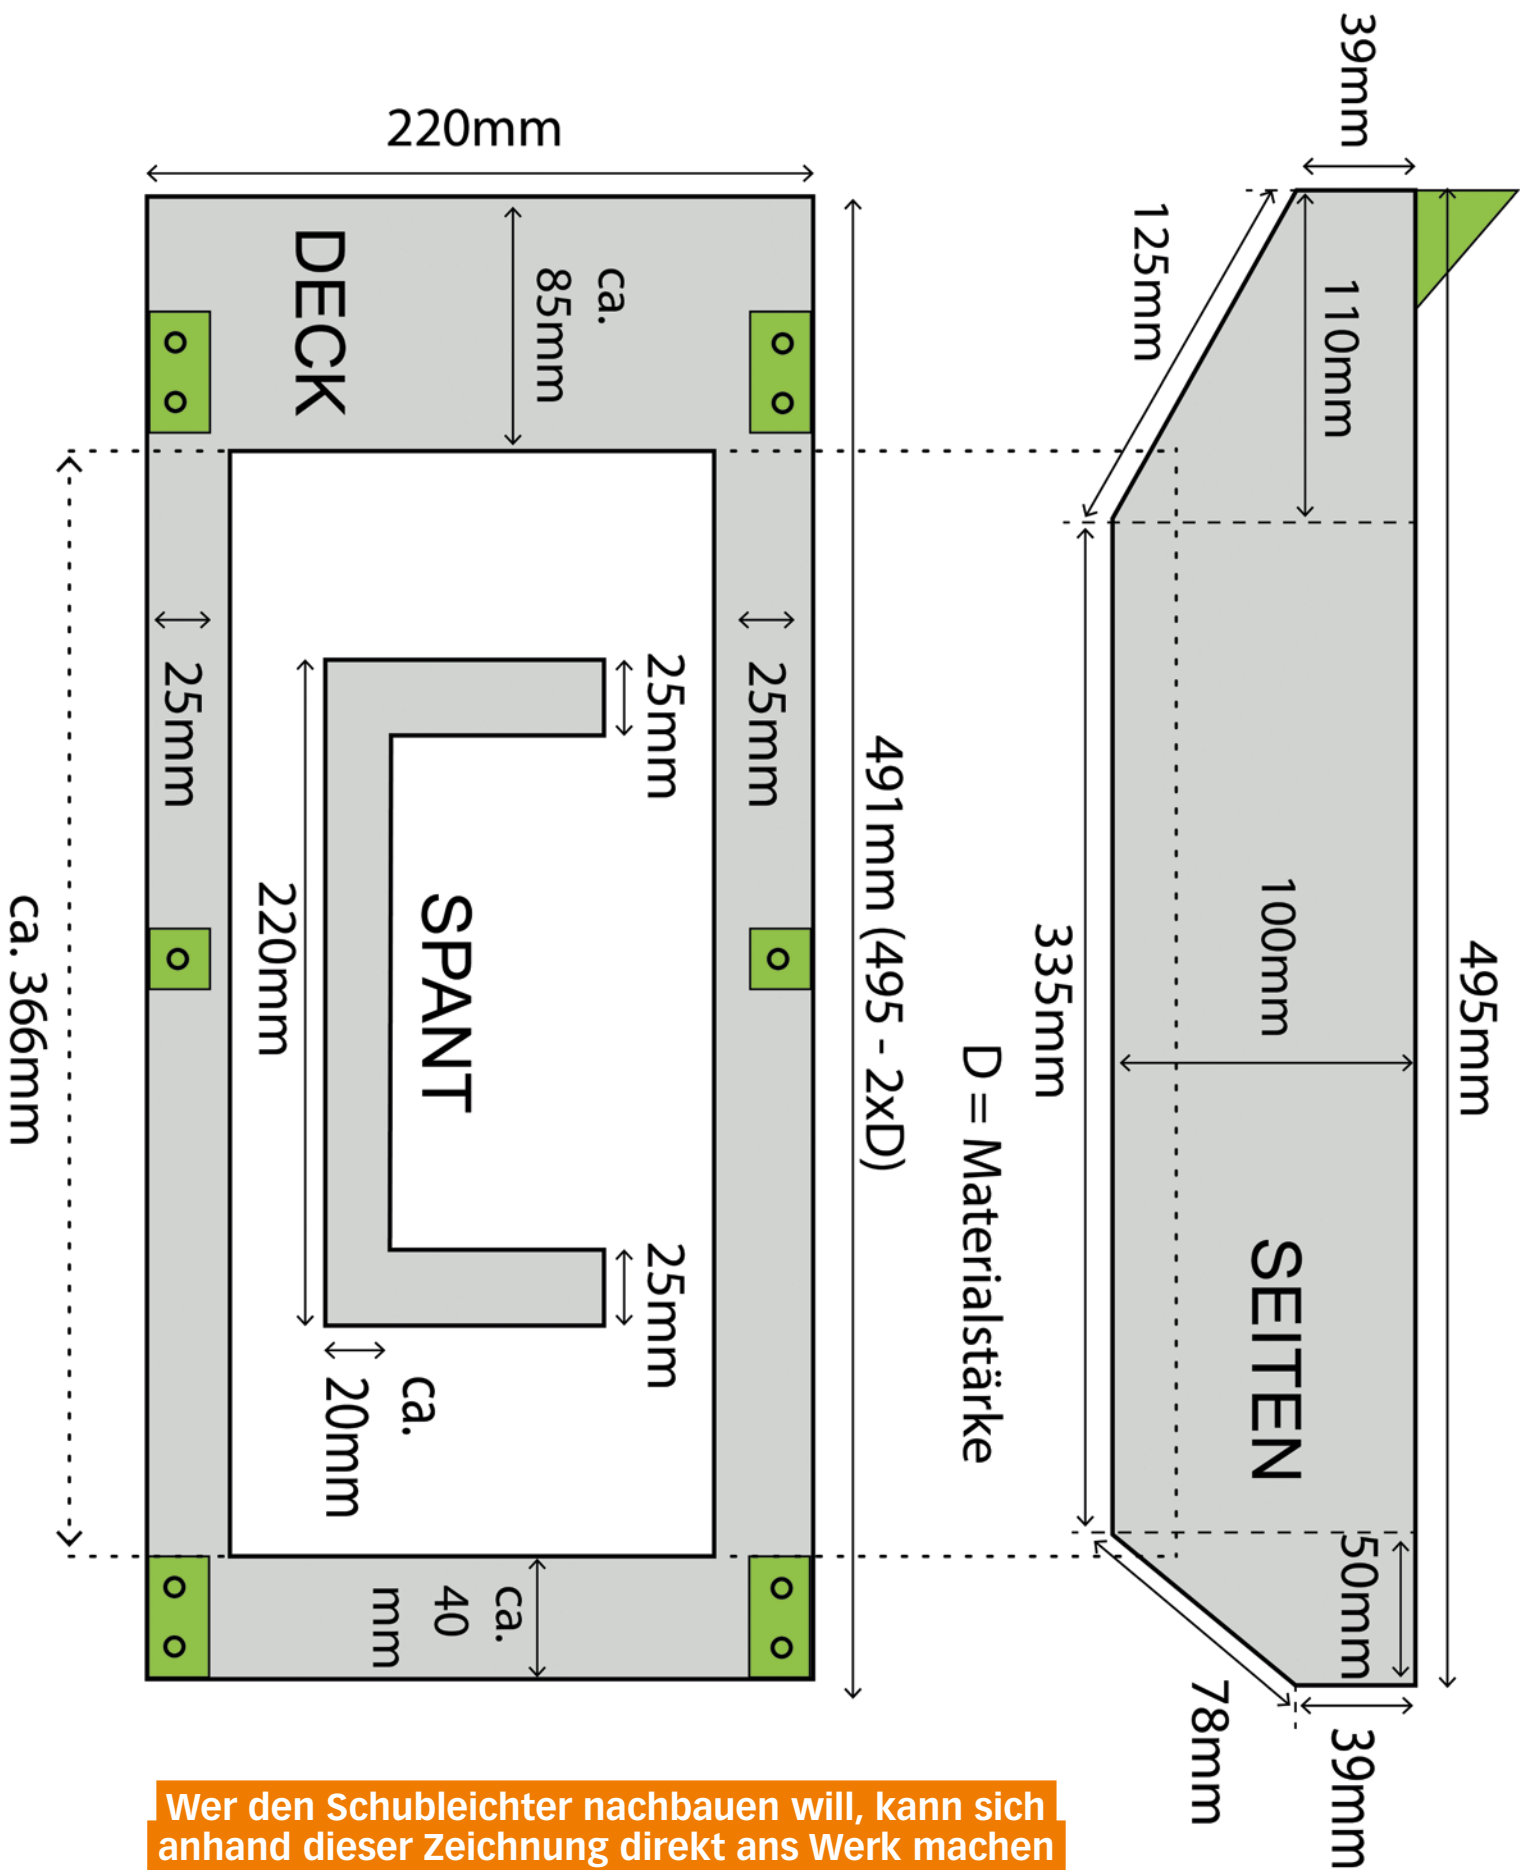 39mm
220mm
125mm
110mm
DECK
ca.
85mm
495mm
25mm
25mm
25mm
491mm (495 - 2xD)
100mm
335mm
SPANT
220mm
ca. 366mm
D = Materialstärke
SEITEN
25mm
ca.
20mm
50mm
ca.
40
mm
78mm
39mm
Wer den Schubleichter nachbauen will, kann sich
anhand dieser Zeichnung direkt ans Werk machen